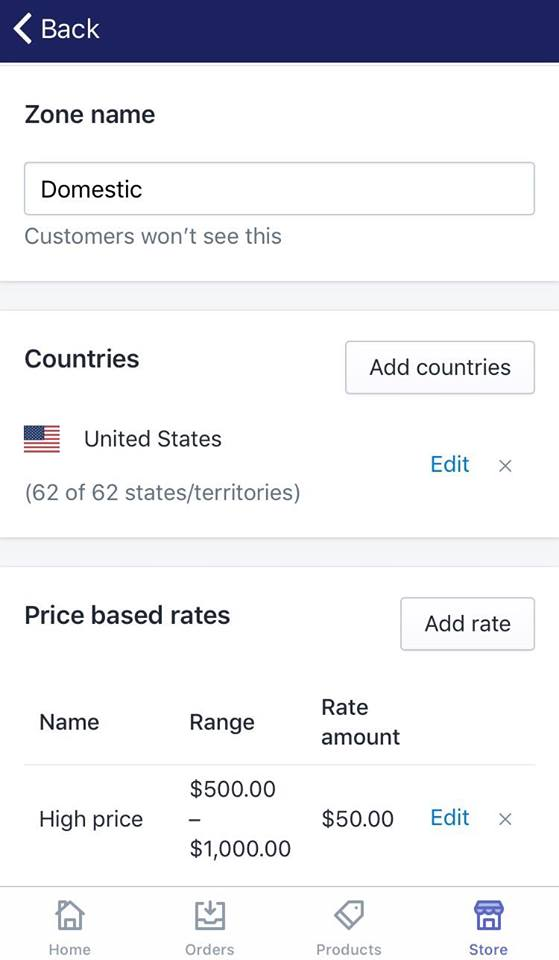 Back
Zone name
Domestic
Customers won't see this
Countries
Add countries
United States
Edit ×
(62 of 62 states/territories)
Price based rates
Add rate
Name Range Rate amount
High price $500.00 – $1,000.00 $50.00 Edit ×
Home Orders Products Store